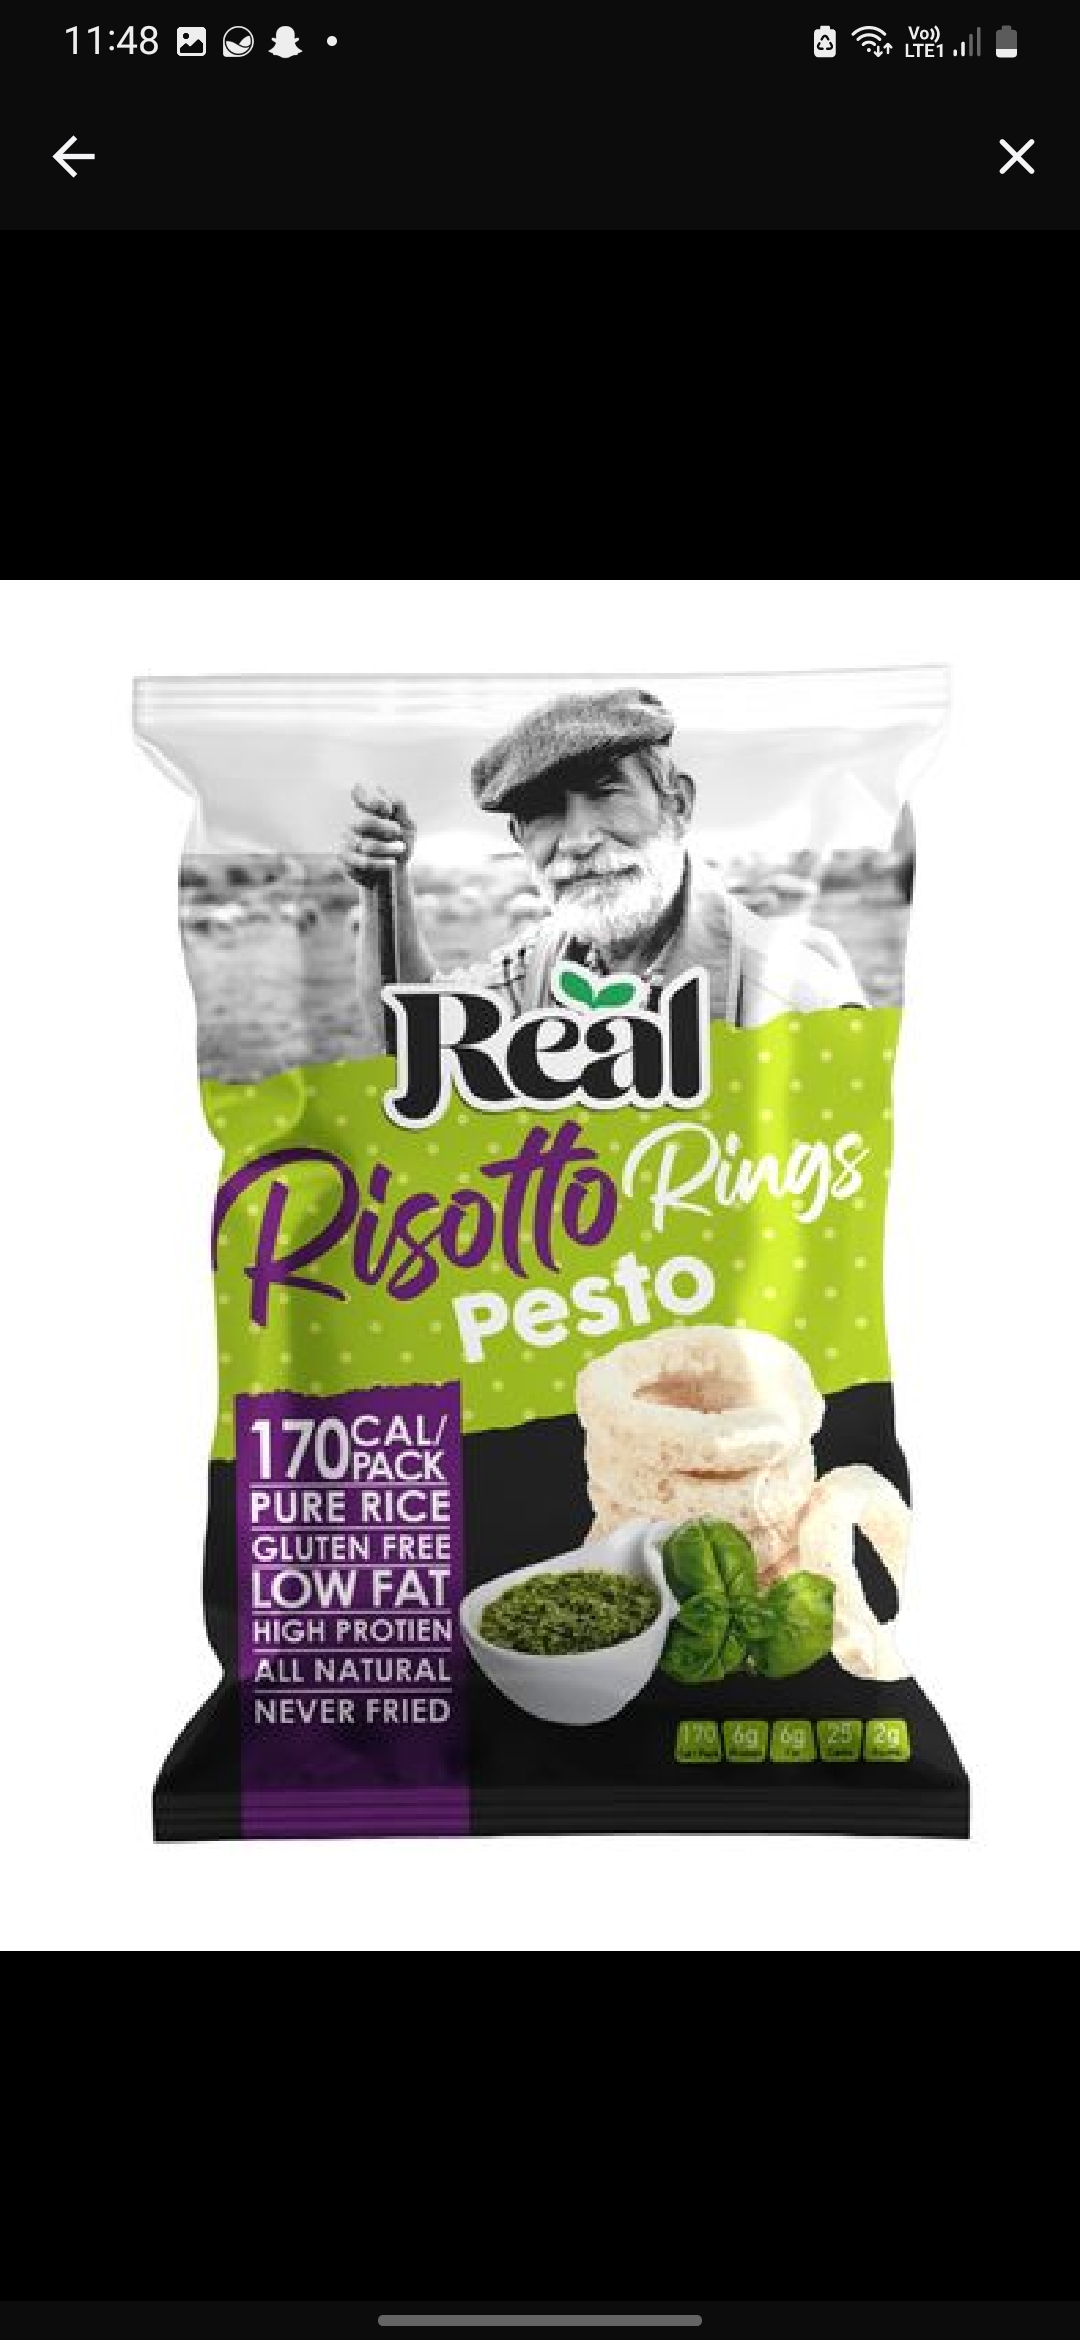 11:48
Vo))
LTE1
Real
Risotto Rings
Pesto
170 CAL/
PACK
PURE RICE
GLUTEN FREE
LOW FAT
HIGH PROTIEN
ALL NATURAL
NEVER FRIED
170 6g 6g 25 2g